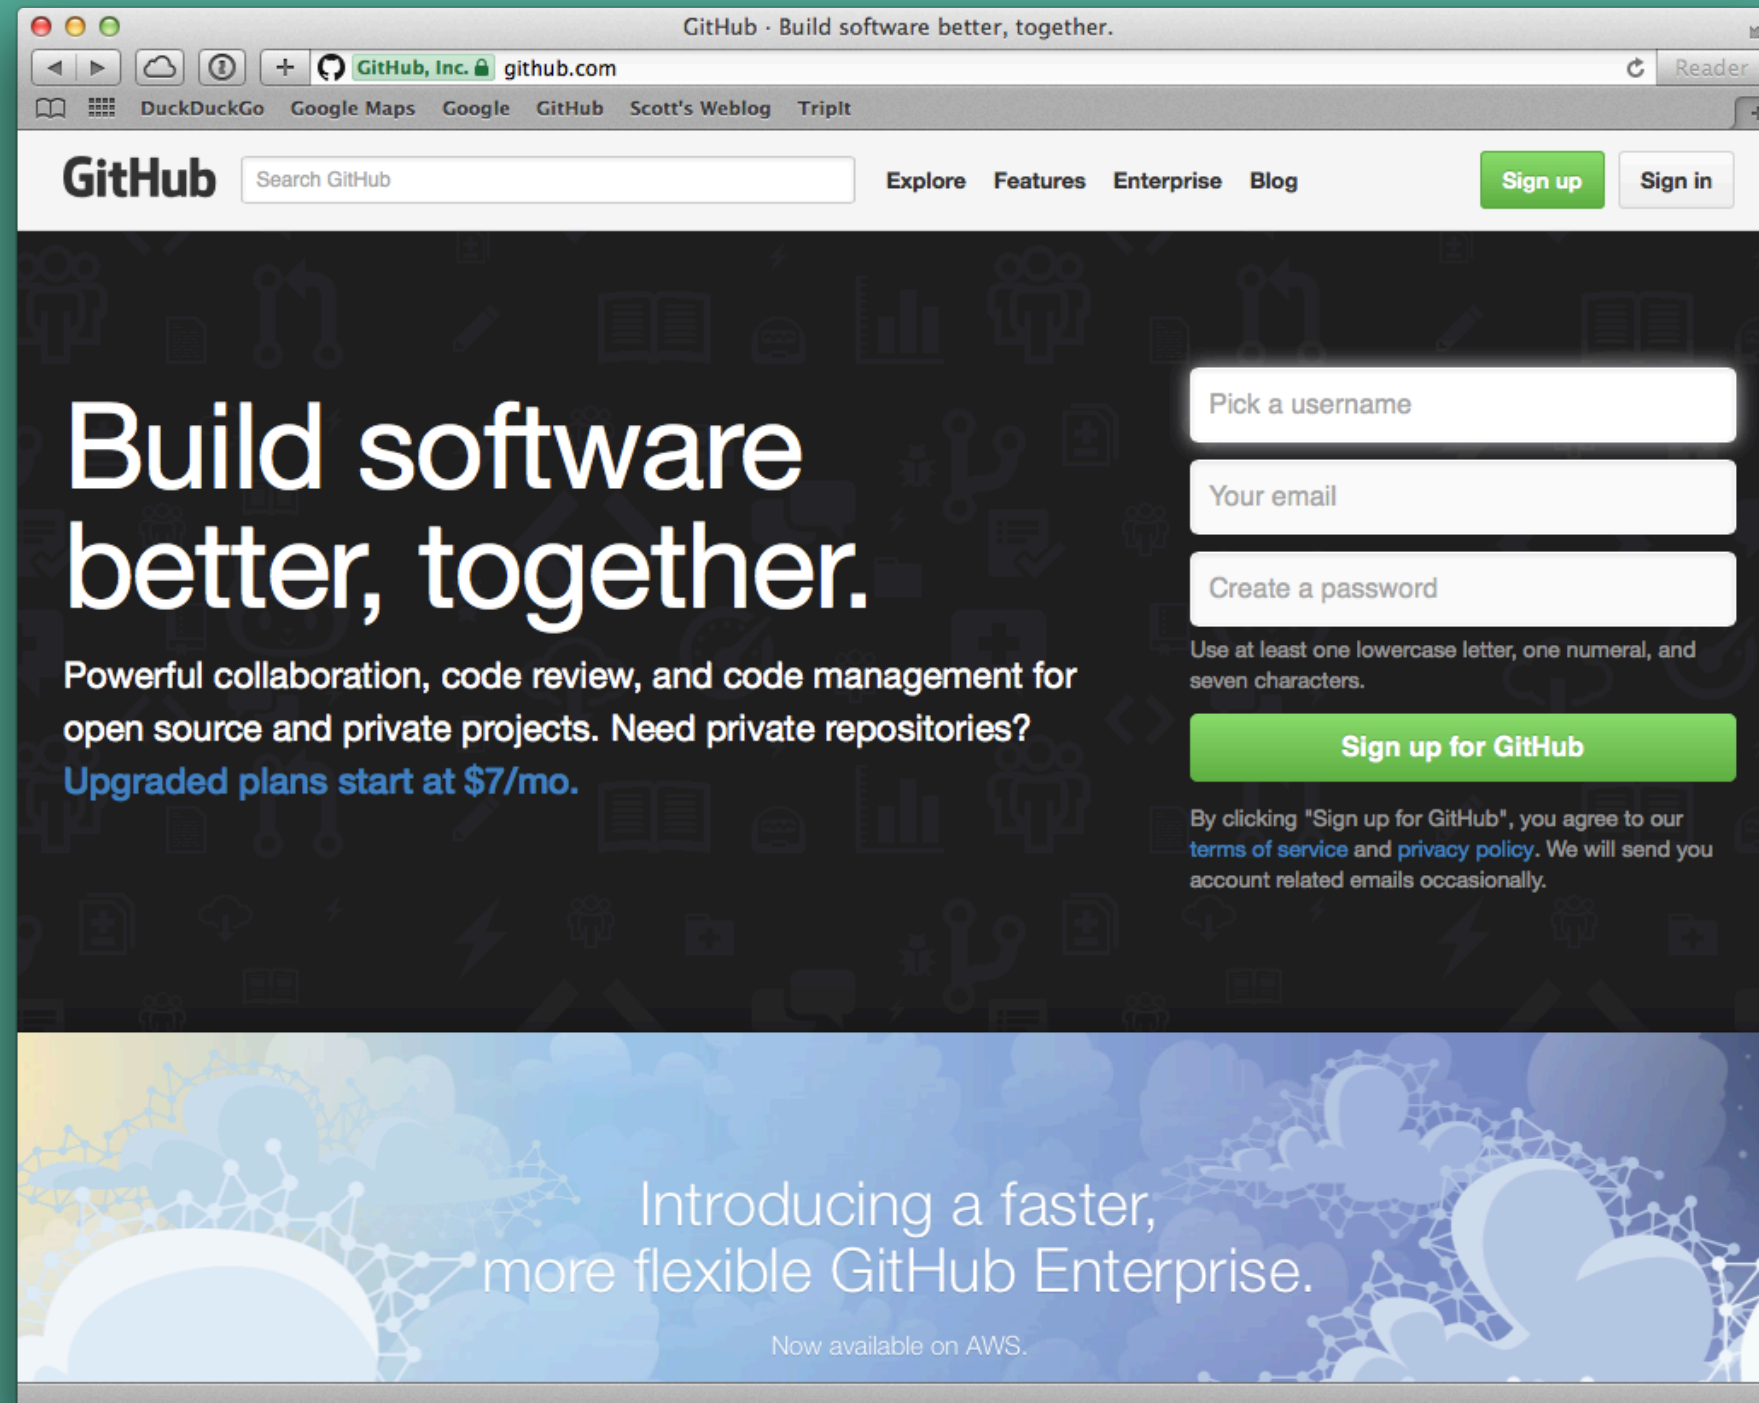 GitHub · Build software better, together.
GitHub, Inc. github.com
Reader
DuckDuckGo Google Maps Google GitHub Scott's Weblog TripIt
GitHub Search GitHub Explore Features Enterprise Blog Sign up Sign in
Build software
better, together.
Powerful collaboration, code review, and code management for
open source and private projects. Need private repositories?
Upgraded plans start at $7/mo.
Pick a username
Your email
Create a password
Use at least one lowercase letter, one numeral, and
seven characters.
Sign up for GitHub
By clicking "Sign up for GitHub", you agree to our
terms of service and privacy policy. We will send you
account related emails occasionally.
Introducing a faster,
more flexible GitHub Enterprise.
Now available on AWS.